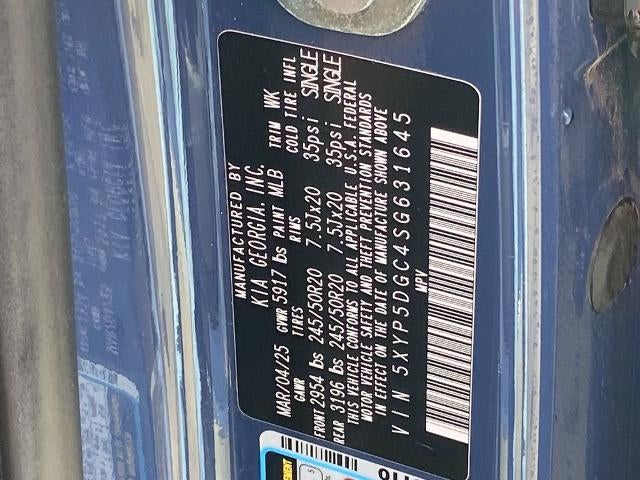 MANUFACTURED BY
KIA GEORGIA, INC.
MAR/04/25 GVWR 5917 lbs PAINT MLB TRIM WK
GAWR TIRES RIMS COLD TIRE INFL
FRONT 2954 lbs 245/50R20 7.5Jx20 35psi SINGLE
REAR 3196 lbs 245/50R20 7.5Jx20 35psi SINGLE
THIS VEHICLE CONFORMS TO ALL APPLICABLE U.S.A. FEDERAL
MOTOR VEHICLE SAFETY AND THEFT PREVENTION STANDARDS
IN EFFECT ON THE DATE OF MANUFACTURE SHOWN ABOVE
VIN 5XYP5DGC4SG631645
MPV